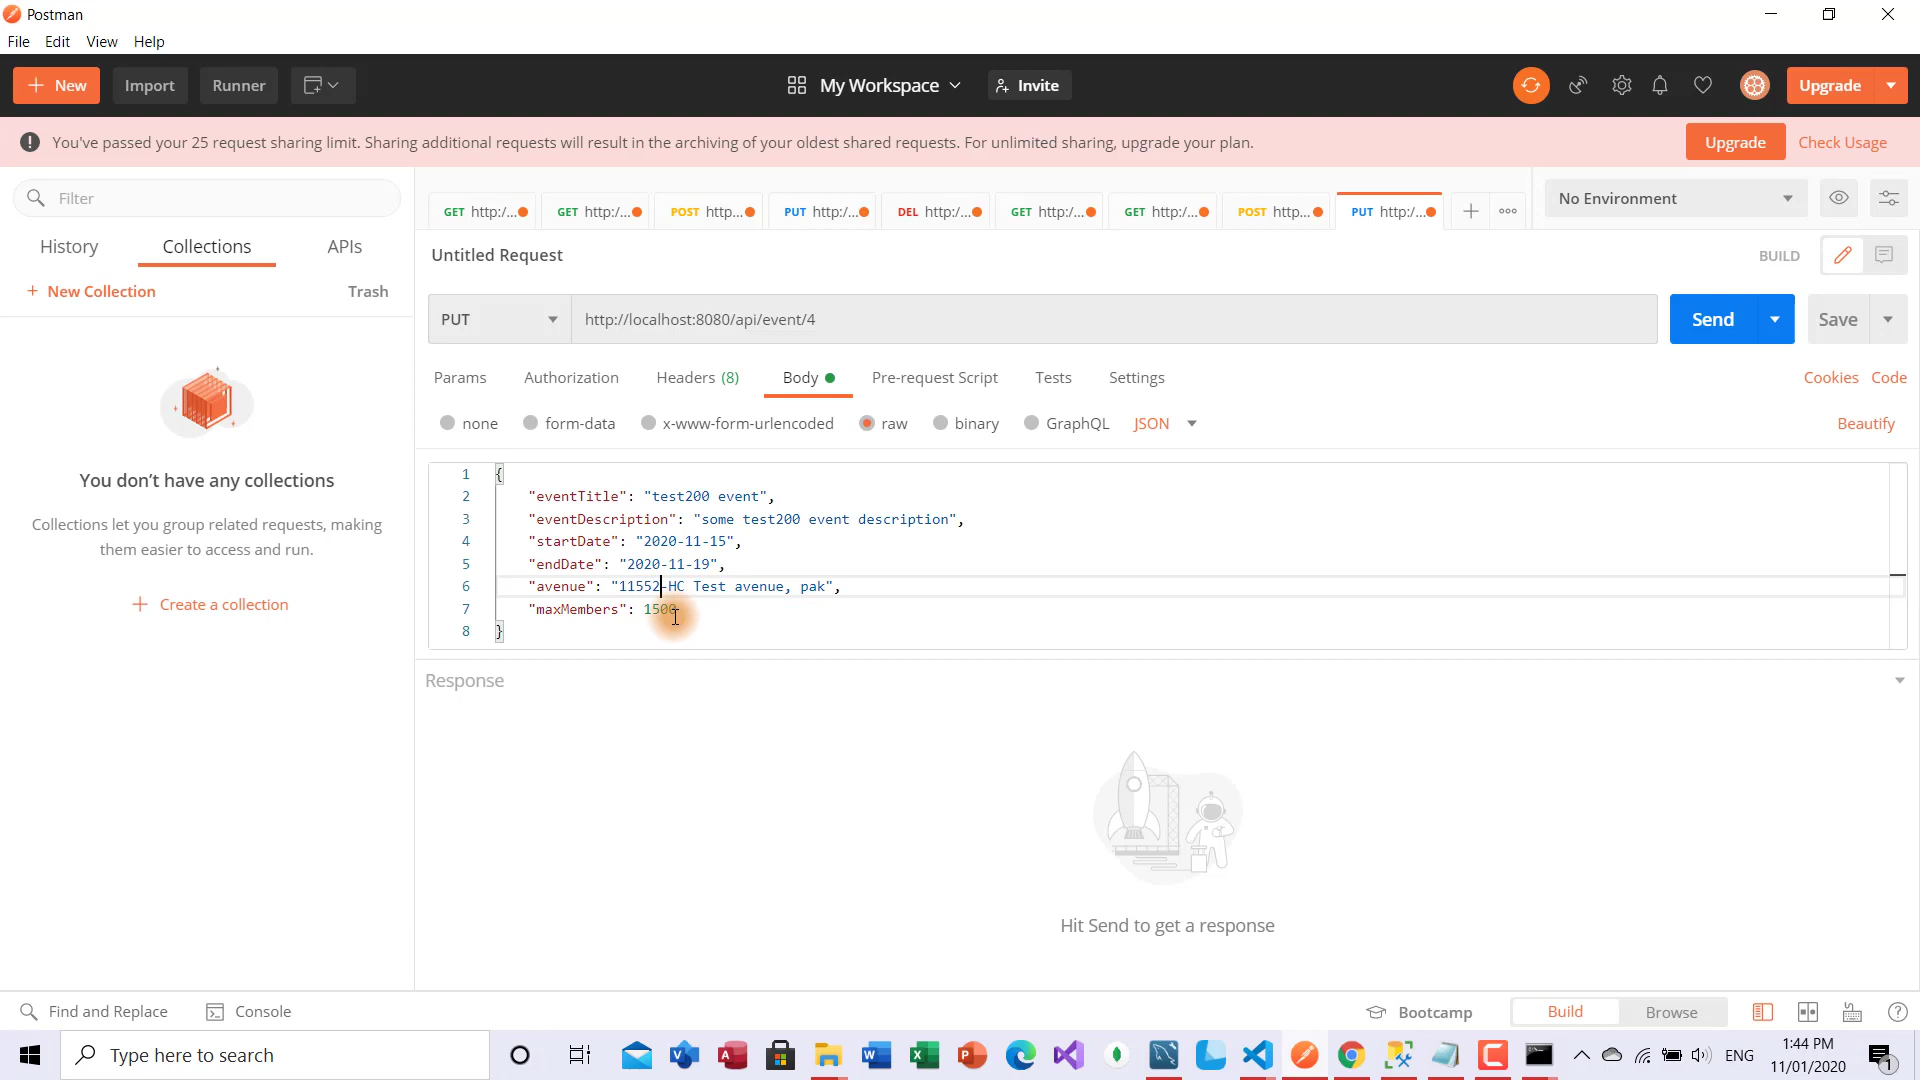 Postman
File Edit View Help
New Import Runner My Workspace Invite Upgrade
You've passed your 25 request sharing limit. Sharing additional requests will result in the archiving of your oldest shared requests. For unlimited sharing, upgrade your plan. Upgrade Check Usage
Filter
GET http:/... GET http:/... POST http... PUT http:/... DEL http:/... GET http:/... GET http:/... POST http... PUT http:/... No Environment
History Collections APIs
Untitled Request BUILD
+ New Collection Trash
PUT http://localhost:8080/api/event/4 Send Save
Params Authorization Headers (8) Body Pre-request Script Tests Settings Cookies Code
none form-data x-www-form-urlencoded raw binary GraphQL JSON Beautify
1 {
2 "eventTitle": "test200 event",
3 "eventDescription": "some test200 event description",
4 "startDate": "2020-11-15",
5 "endDate": "2020-11-19",
6 "avenue": "11552-HC Test avenue, pak",
7 "maxMembers": 1500
8 }
You don't have any collections
Collections let you group related requests, making
them easier to access and run.
+ Create a collection
Response
Hit Send to get a response
Find and Replace Console Bootcamp Build Browse
Type here to search ENG 1:44 PM
11/01/2020 1